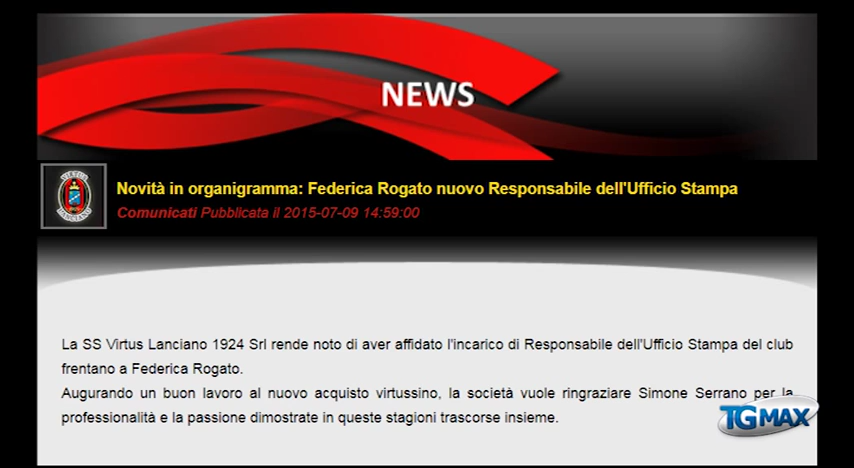 NEWS
VIRTUS
LANCIANO
Novità in organigramma: Federica Rogato nuovo Responsabile dell'Ufficio Stampa
Comunicati Pubblicata il 2015-07-09 14:59:00
La SS Virtus Lanciano 1924 Srl rende noto di aver affidato l'incarico di Responsabile dell'Ufficio Stampa del club
frentano a Federica Rogato.
Augurando un buon lavoro al nuovo acquisto virtussino, la società vuole ringraziare Simone Serrano per la
professionalità e la passione dimostrate in queste stagioni trascorse insieme.
TGMAX